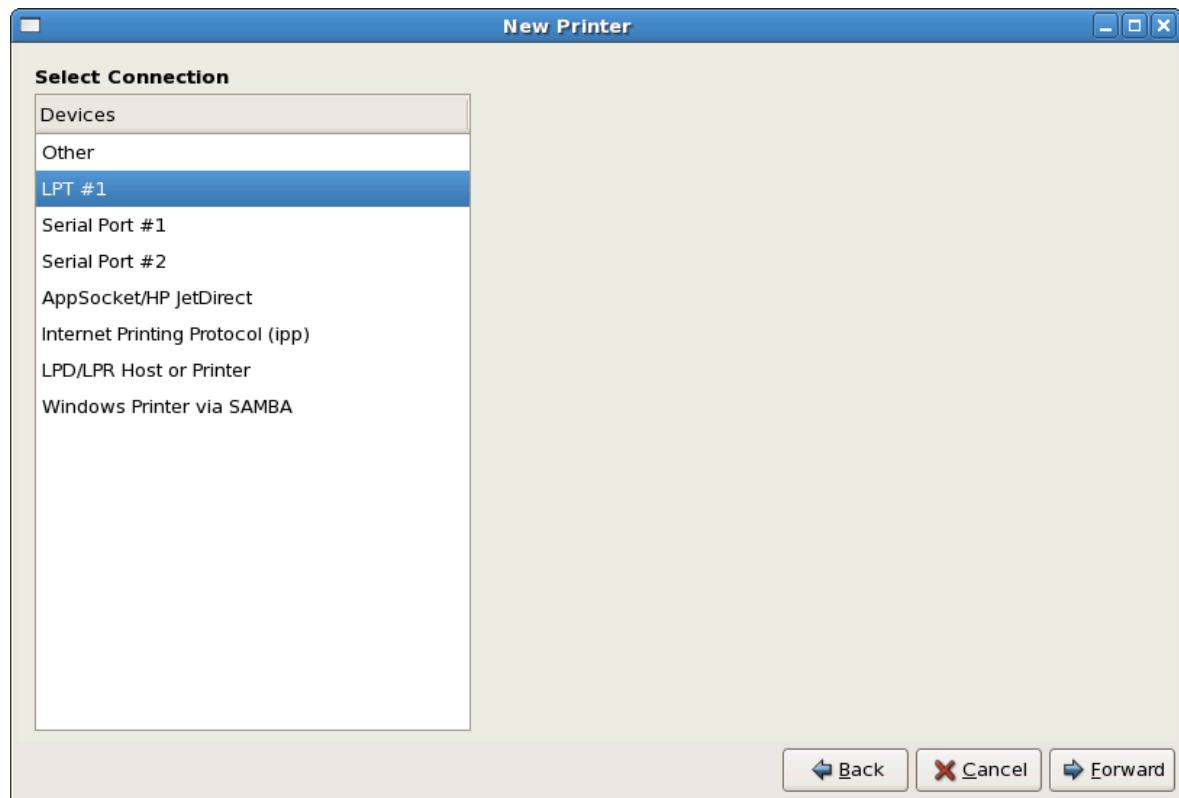 New Printer
Select Connection
Devices
Other
LPT #1
Serial Port #1
Serial Port #2
AppSocket/HP JetDirect
Internet Printing Protocol (ipp)
LPD/LPR Host or Printer
Windows Printer via SAMBA
Back Cancel Forward